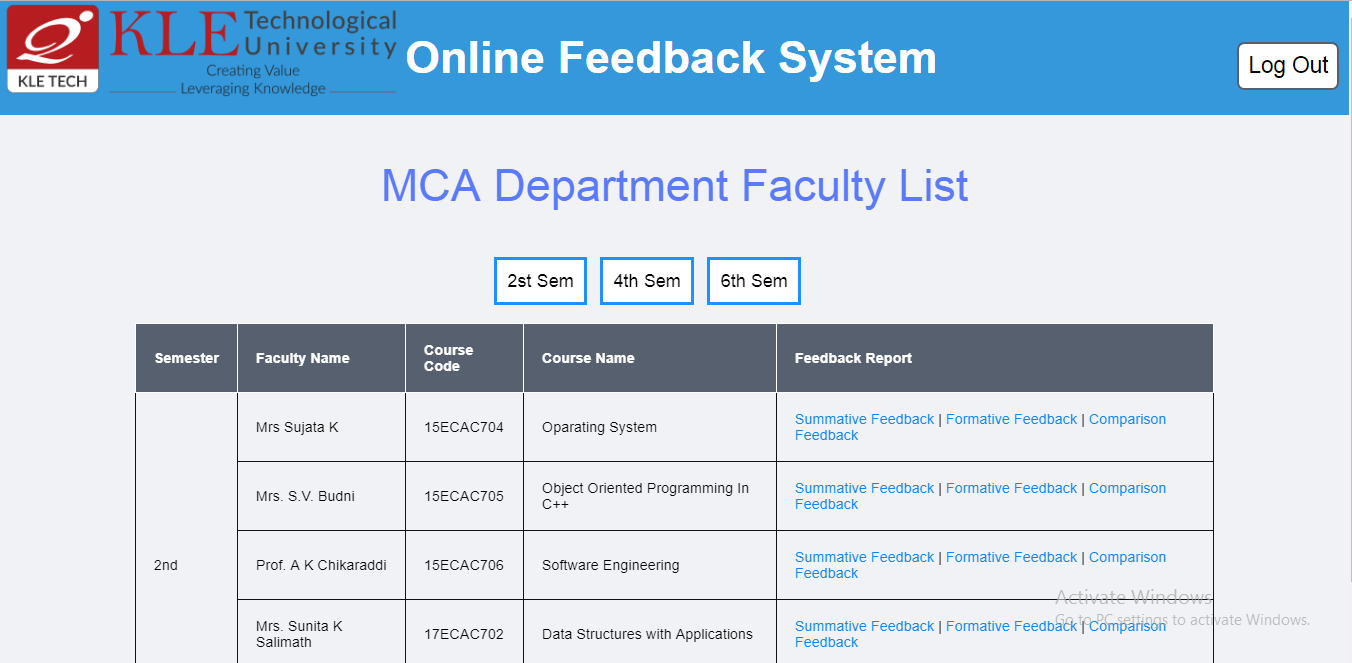 KLE TECH
KLE Technological University
Creating Value
Leveraging Knowledge
Online Feedback System
Log Out
MCA Department Faculty List
2st Sem
4th Sem
6th Sem
Semester
Faculty Name
Course
Code
Course Name
Feedback Report
2nd
Mrs Sujata K
15ECAC704
Oparating System
Summative Feedback | Formative Feedback | Comparison
Feedback
Mrs. S.V. Budni
15ECAC705
Object Oriented Programming In
C++
Summative Feedback | Formative Feedback | Comparison
Feedback
Prof. A K Chikaraddi
15ECAC706
Software Engineering
Summative Feedback | Formative Feedback | Comparison
Feedback
Mrs. Sunita K
Salimath
17ECAC702
Data Structures with Applications
Summative Feedback | Formative Feedback | Comparison
Feedback
Activate Windows
Go to PC settings to activate Windows.